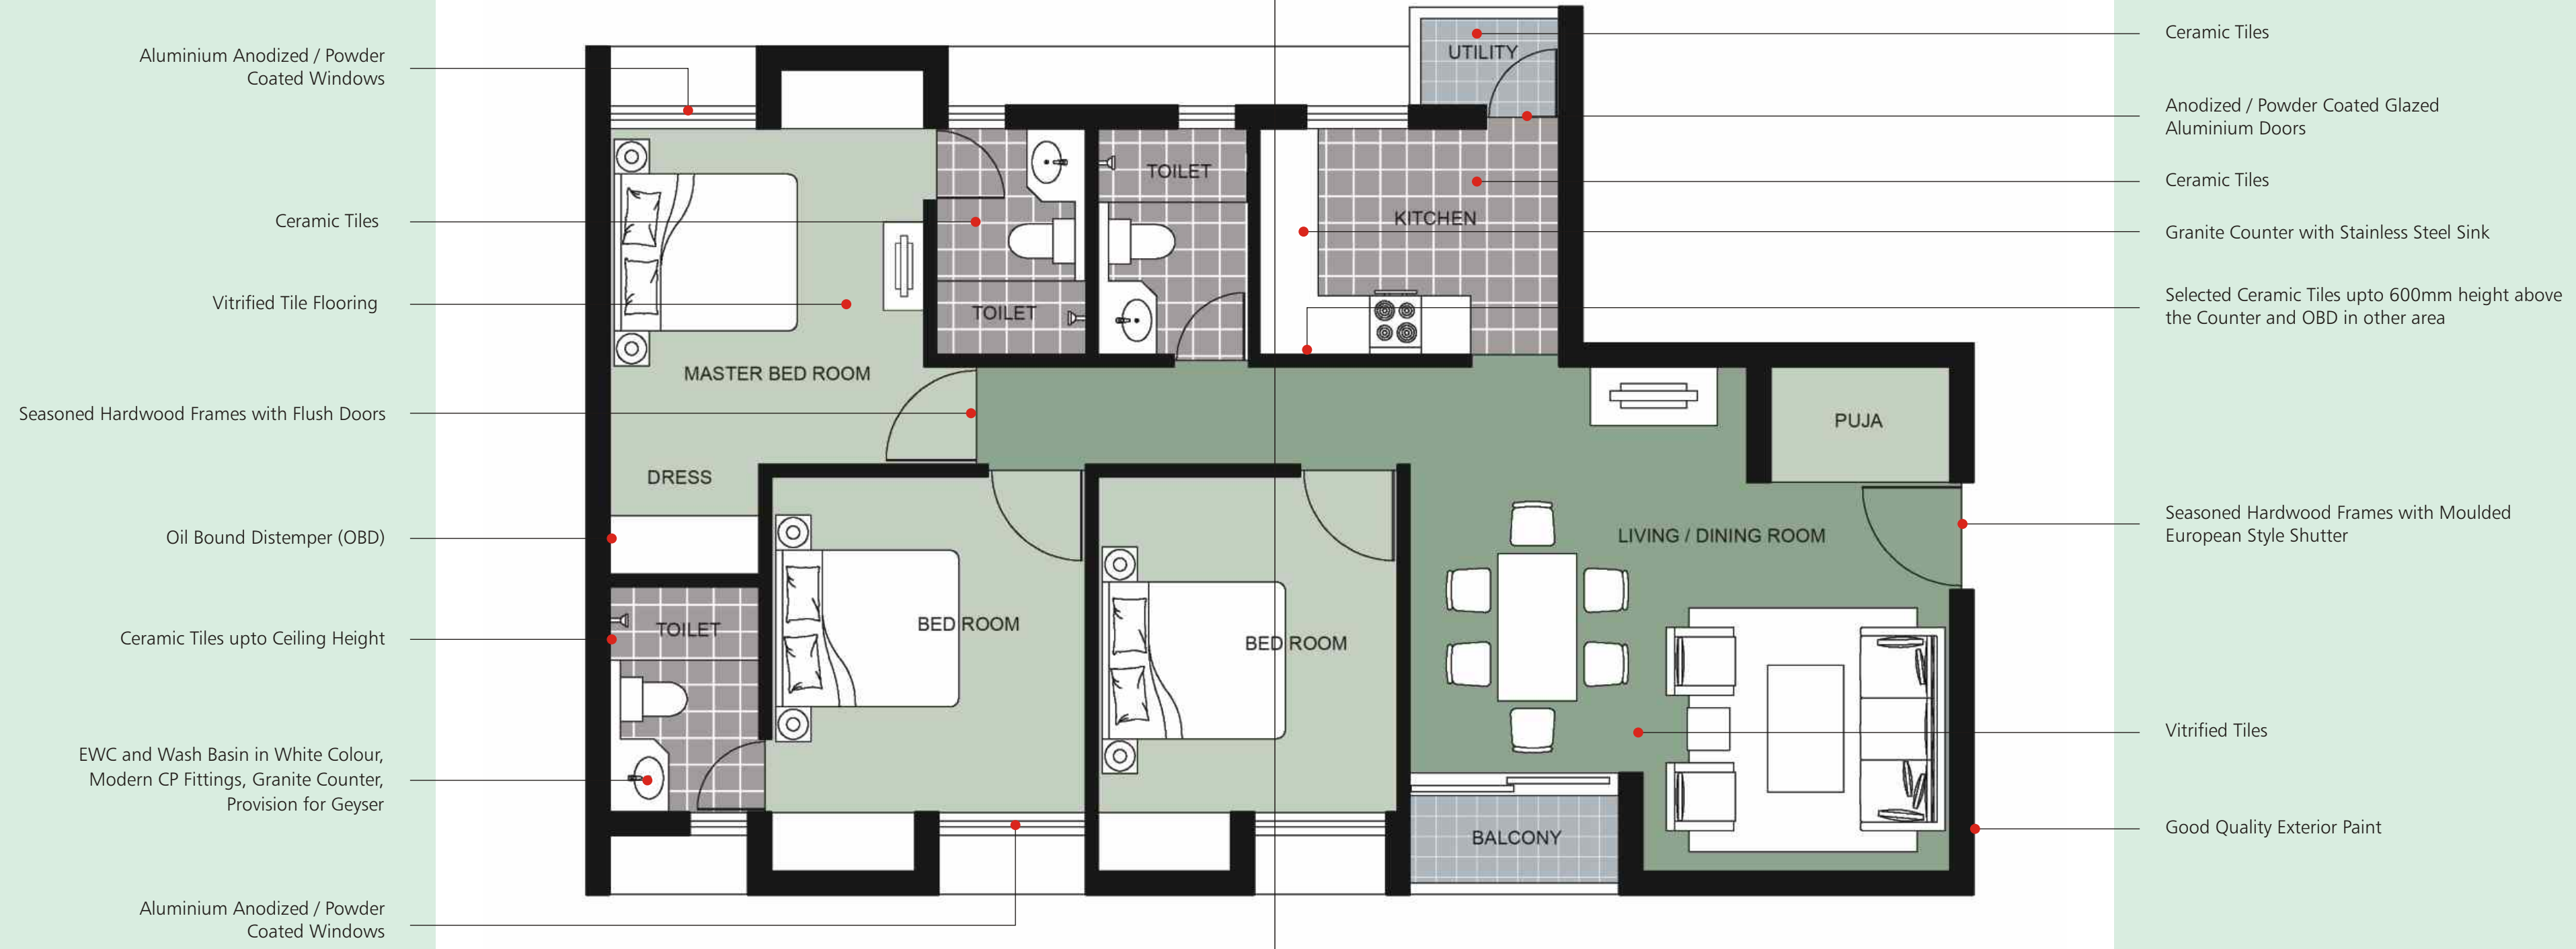 Aluminium Anodized / Powder
Coated Windows
Ceramic Tiles
Vitrified Tile Flooring
Seasoned Hardwood Frames with Flush Doors
Oil Bound Distemper (OBD)
Ceramic Tiles upto Ceiling Height
EWC and Wash Basin in White Colour,
Modern CP Fittings, Granite Counter,
Provision for Geyser
Aluminium Anodized / Powder
Coated Windows
UTILITY
TOILET
KITCHEN
TOILET
MASTER BED ROOM
PUJA
DRESS
LIVING / DINING ROOM
TOILET
BED ROOM
BED ROOM
BALCONY
Ceramic Tiles
Anodized / Powder Coated Glazed
Aluminium Doors
Ceramic Tiles
Granite Counter with Stainless Steel Sink
Selected Ceramic Tiles upto 600mm height above
the Counter and OBD in other area
Seasoned Hardwood Frames with Moulded
European Style Shutter
Vitrified Tiles
Good Quality Exterior Paint